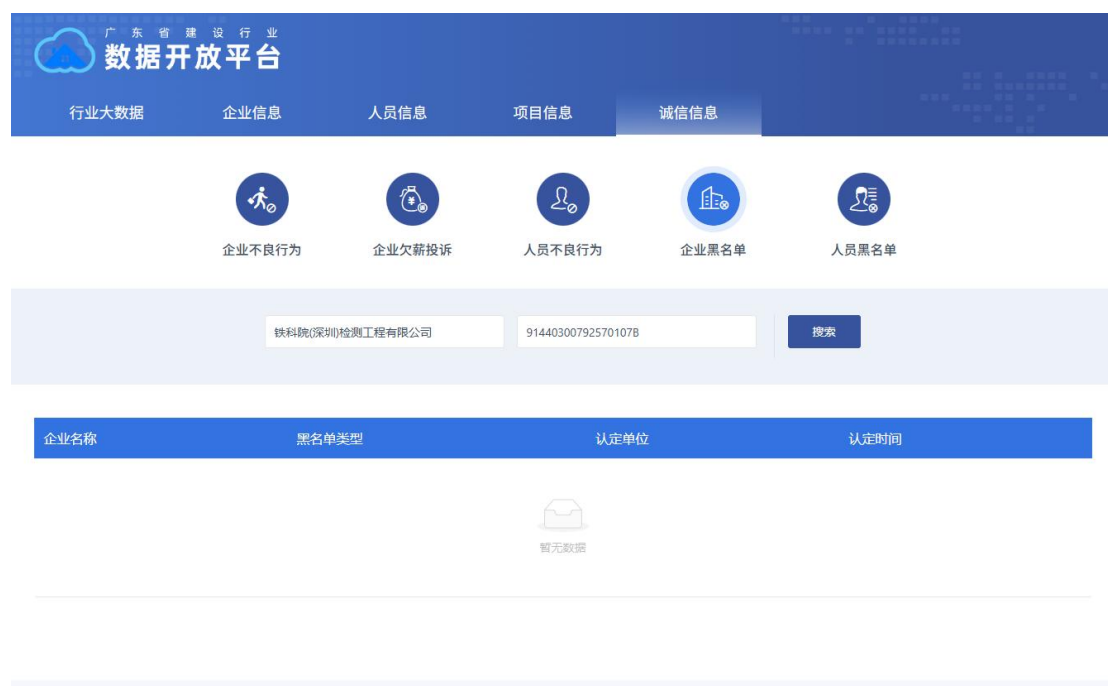 广东省建设行业
数据开放平台
行业大数据 企业信息 人员信息 项目信息 诚信信息
企业不良行为 企业欠薪投诉 人员不良行为 企业黑名单 人员黑名单
铁科院(深圳)检测工程有限公司 91440300792570107B 搜索
企业名称 黑名单类型 认定单位 认定时间
暂无数据